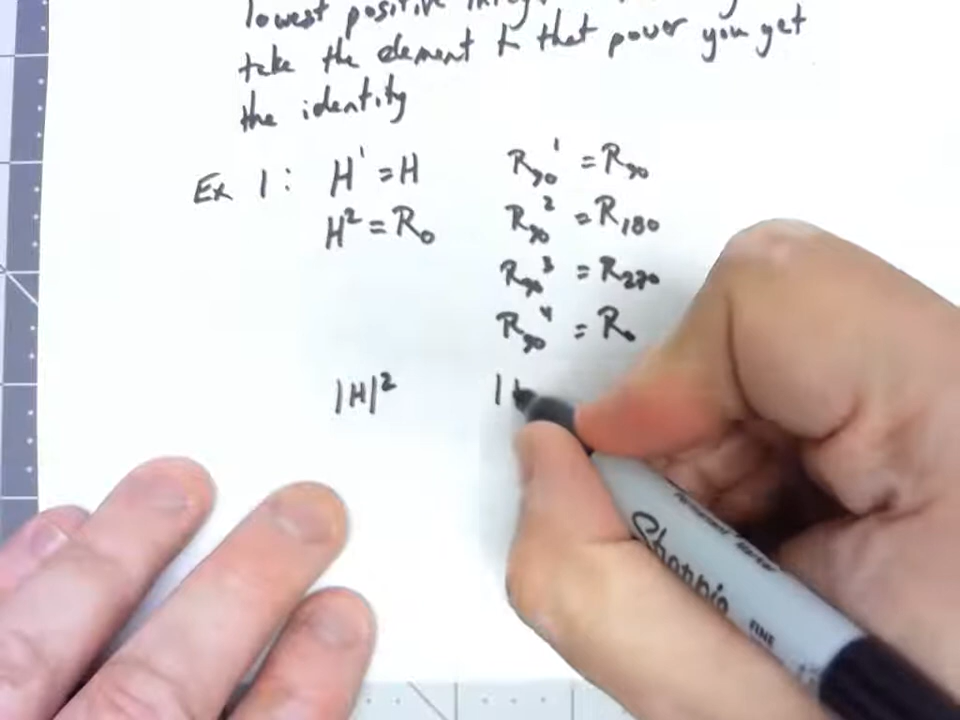 lowest positive
take the element to that power you get
the identity
Ex 1: H¹ = H R₉₀¹ = R₉₀
H² = R₀ R₉₀² = R₁₈₀
R₉₀³ = R₂₇₀
R₉₀⁴ = R₀
|H|² |
Sharpie
FINE